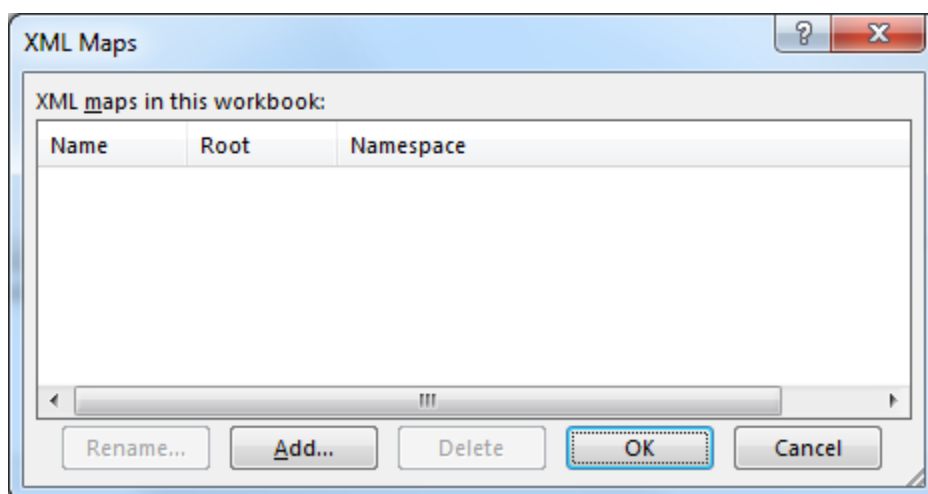 XML Maps
XML maps in this workbook:
Name Root Namespace
Rename... Add... Delete OK Cancel